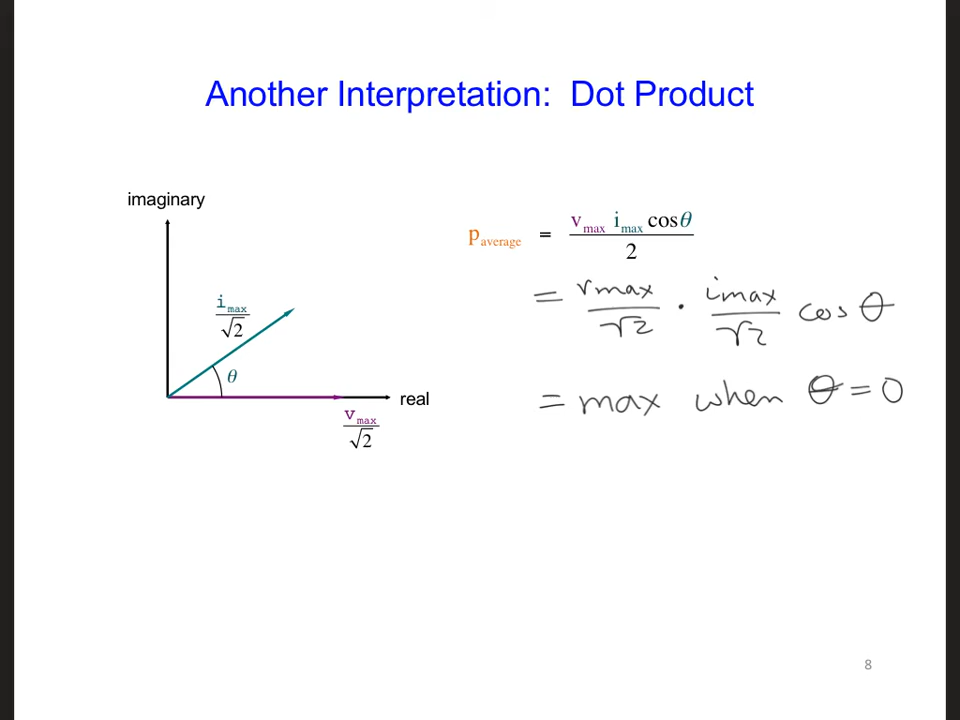 Another Interpretation: Dot Product
imaginary
i_max / √2
θ
real
v_max / √2
p_average = v_max i_max cosθ / 2
= vmax / √2 · imax / √2 cos θ
= max when θ = 0
8